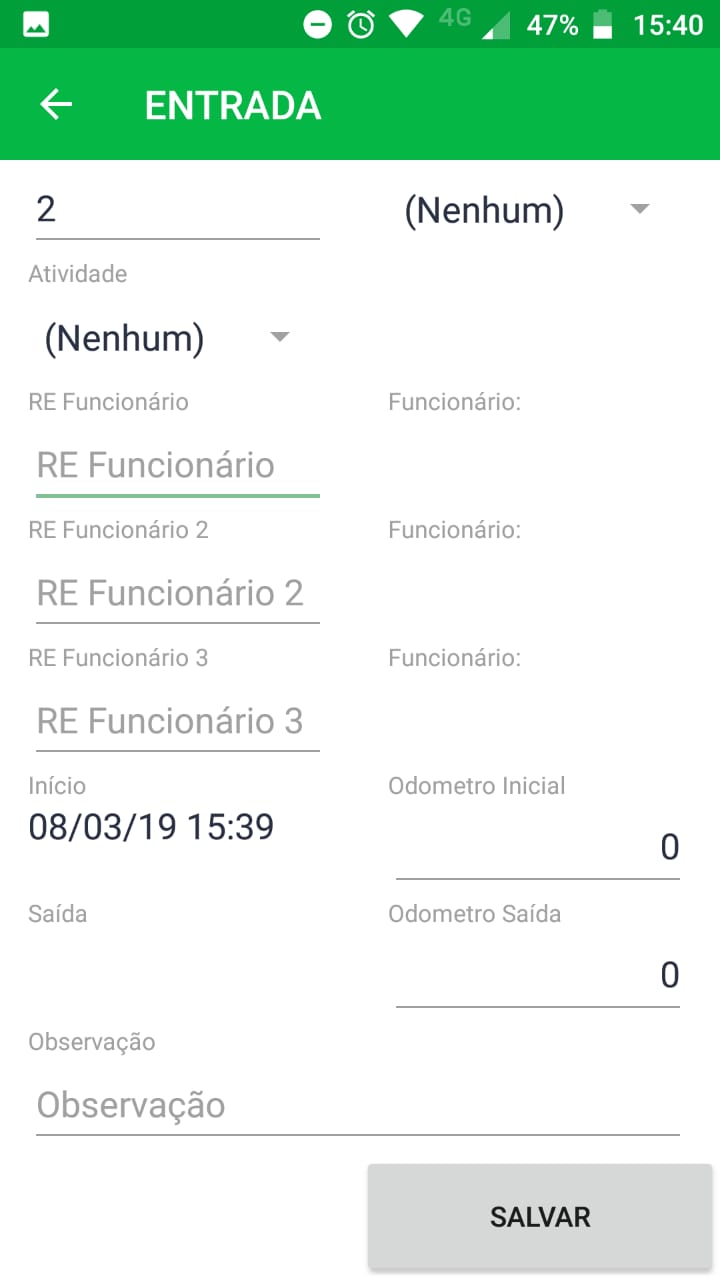 4G 47% 15:40
ENTRADA
2 (Nenhum)
Atividade
(Nenhum)
RE Funcionário Funcionário:
RE Funcionário
RE Funcionário 2 Funcionário:
RE Funcionário 2
RE Funcionário 3 Funcionário:
RE Funcionário 3
Início Odometro Inicial
08/03/19 15:39
0
Saída Odometro Saída
0
Observação
Observação
SALVAR